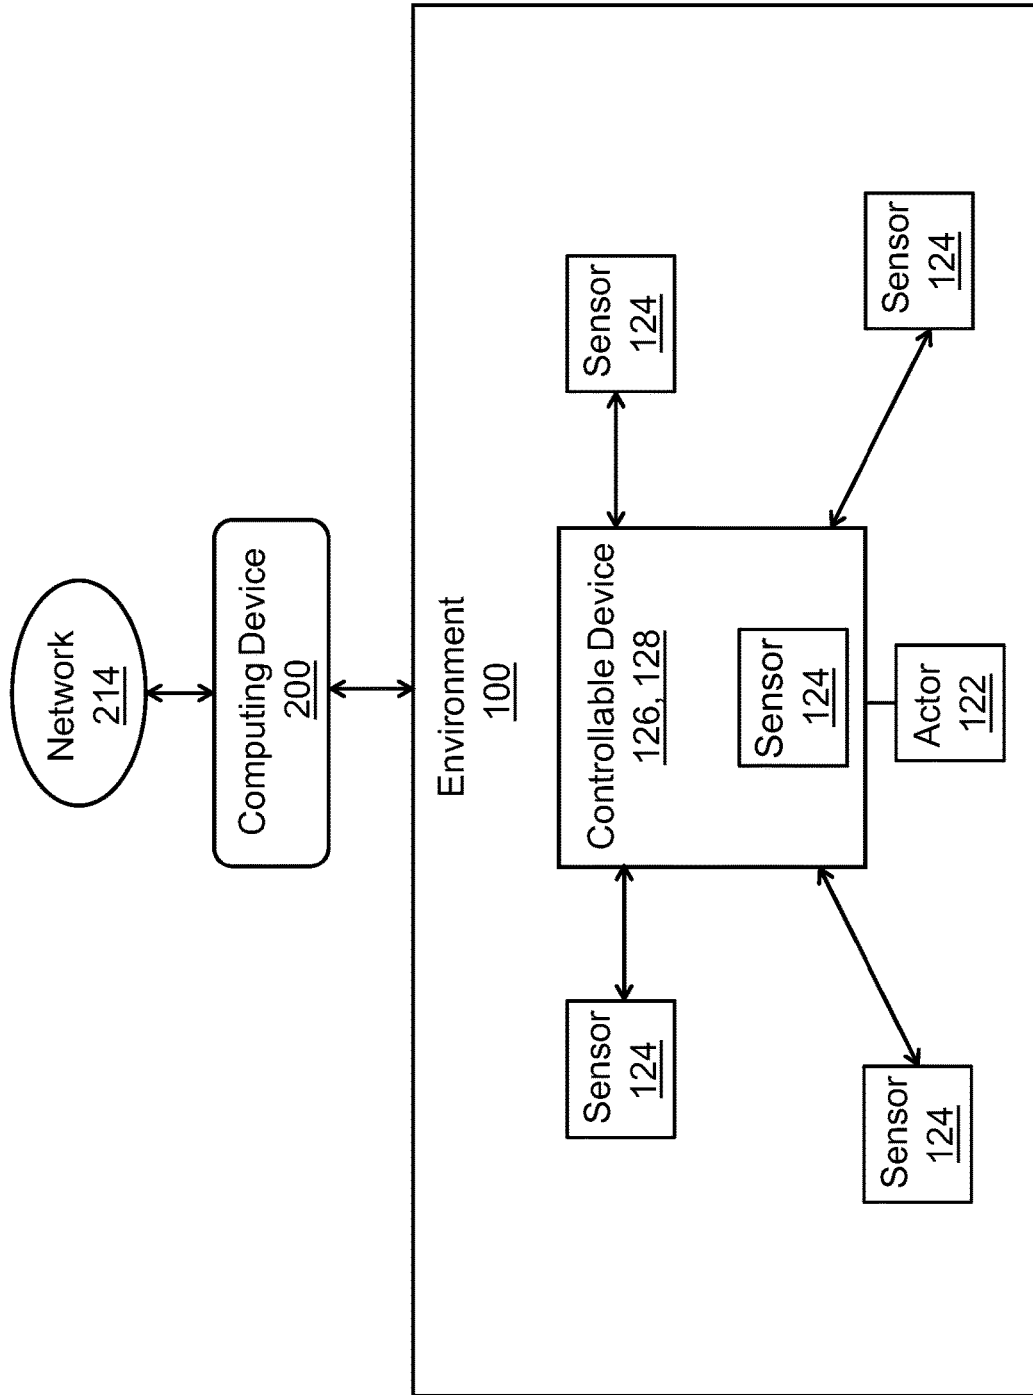 Network
214
Computing Device
200
Environment
100
Sensor
124
Controllable Device
126, 128
Sensor
124
Sensor
124
Sensor
124
Actor
122
Sensor
124